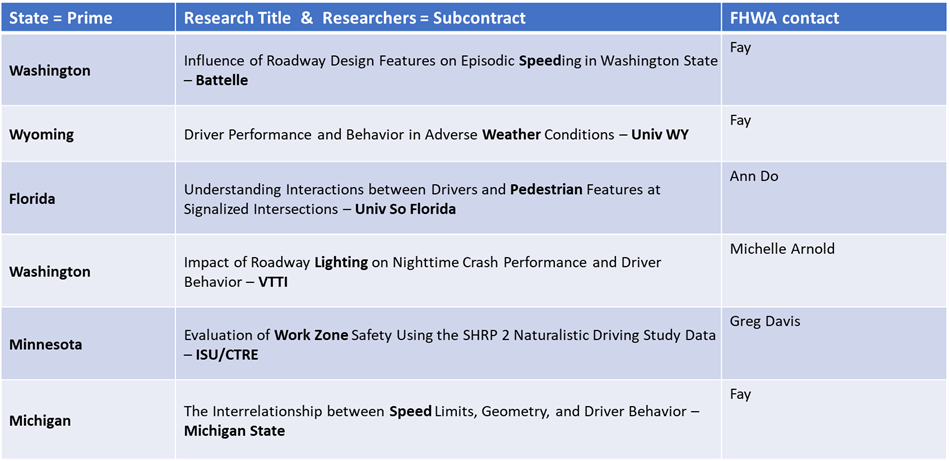 State = Prime
Research Title & Researchers = Subcontract
FHWA contact
Washington
Influence of Roadway Design Features on Episodic Speeding in Washington State
– Battelle
Fay
Wyoming
Driver Performance and Behavior in Adverse Weather Conditions – Univ WY
Fay
Florida
Understanding Interactions between Drivers and Pedestrian Features at
Signalized Intersections – Univ So Florida
Ann Do
Washington
Impact of Roadway Lighting on Nighttime Crash Performance and Driver
Behavior – VTTI
Michelle Arnold
Minnesota
Evaluation of Work Zone Safety Using the SHRP 2 Naturalistic Driving Study Data
– ISU/CTRE
Greg Davis
Michigan
The Interrelationship between Speed Limits, Geometry, and Driver Behavior –
Michigan State
Fay